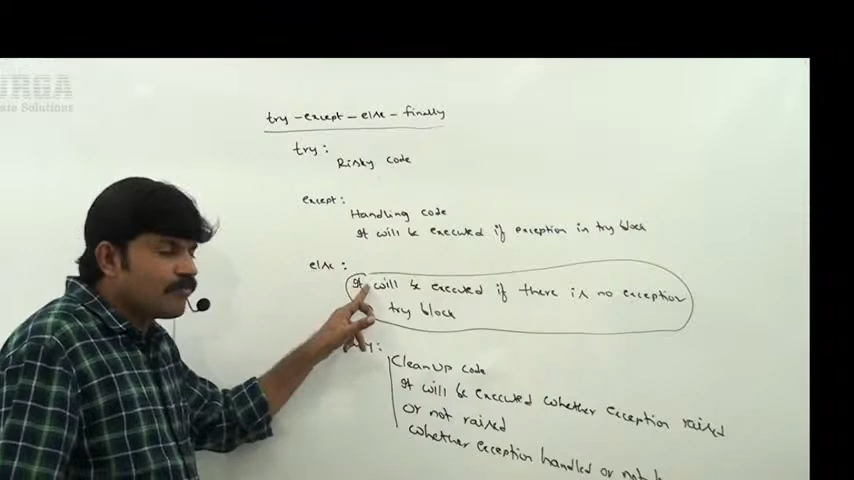 URGA
Solutions
try - except - else - finally
try:
Risky code
except:
Handling code
It will be executed if exception in try block
else:
It will be executed if there is no exception
try block
CleanUp code
It will be executed whether exception raised
or not raised
whether exception handled or not